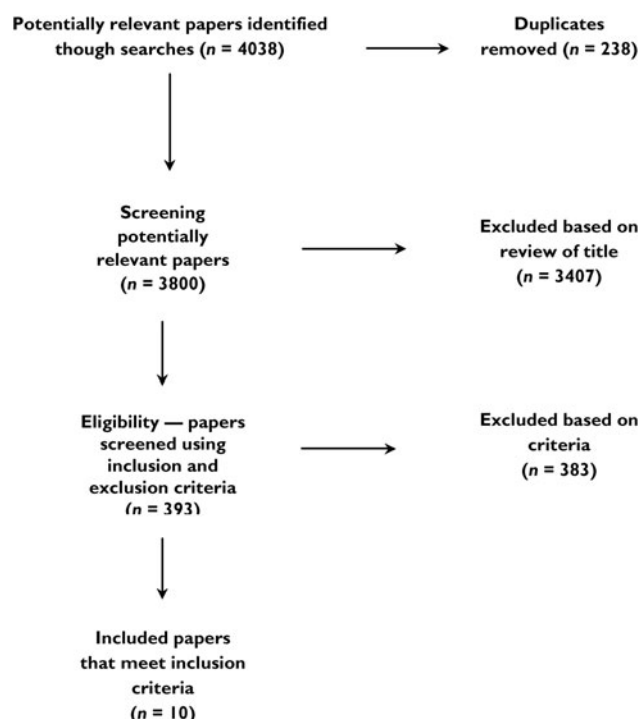 Potentially relevant papers identified
though searches (n = 4038)
Duplicates
removed (n = 238)
Screening
potentially
relevant papers
(n = 3800)
Excluded based on
review of title
(n = 3407)
Eligibility — papers
screened using
inclusion and
exclusion criteria
(n = 393)
Excluded based on
criteria
(n = 383)
Included papers
that meet inclusion
criteria
(n = 10)